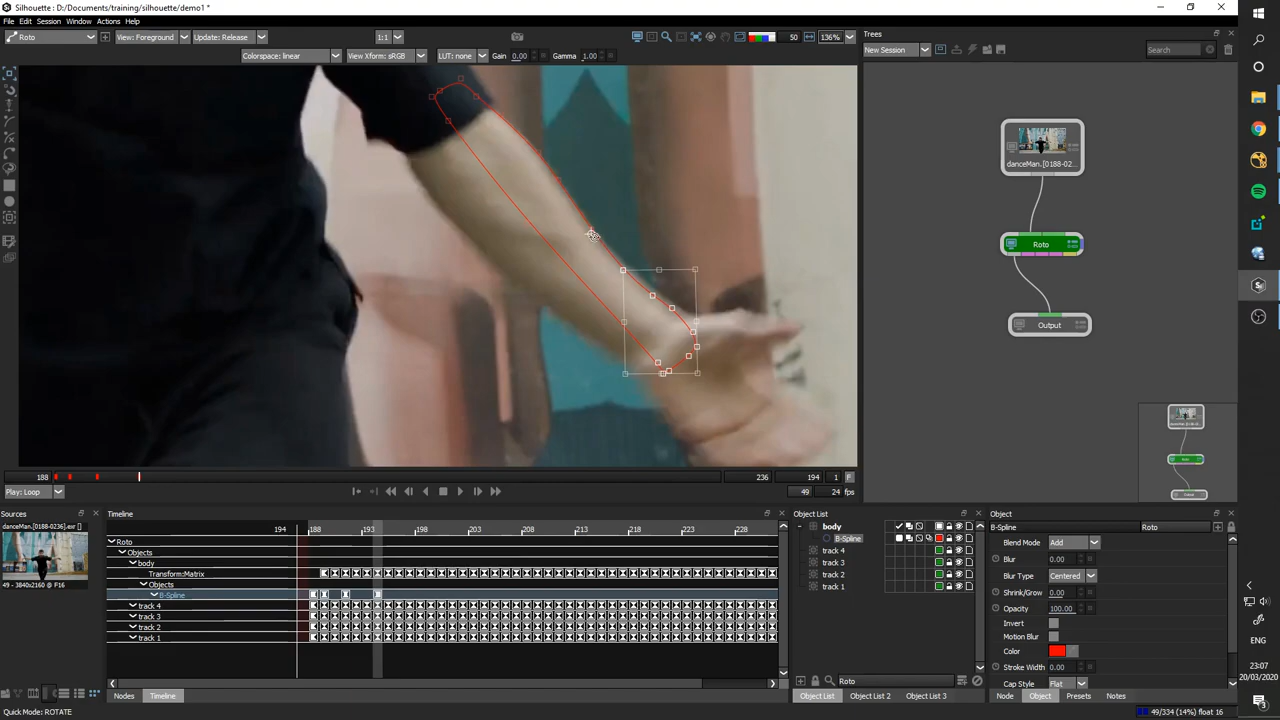 Silhouette : D:/Documents/training/silhouette/demo1 *
File Edit Session Window Actions Help
Roto View: Foreground Update: Release 1:1 50 136%
Colorspace: linear View Xform: sRGB LUT: none Gain 0.00 Gamma 1.00
Trees
New Session Search
danceMan.[0188-02...
Roto
Output
188 236 194 1 F
Play: Loop 49 24 fps
Sources
danceMan.[0188-0236].exr []
49 - 3840x2160 @ F16
Timeline
194 188 193 198 203 208 213 218 223 228
Roto
Objects
body
Transform:Matrix
Objects
B-Spline
track 4
track 3
track 2
track 1
Nodes Timeline
Object List
body
B-Spline
track 4
track 3
track 2
track 1
Roto
Object List Object List 2 Object List 3
Object
B-Spline Roto
Blend Mode Add
Blur 0.00
Blur Type Centered
Shrink/Grow 0.00
Opacity 100.00
Invert
Motion Blur
Color
Stroke Width 0.00
Cap Style Flat
Node Object Presets Notes
Quick Mode: ROTATE
49/334 (14%) float 16
ENG
23:07
20/03/2020
3